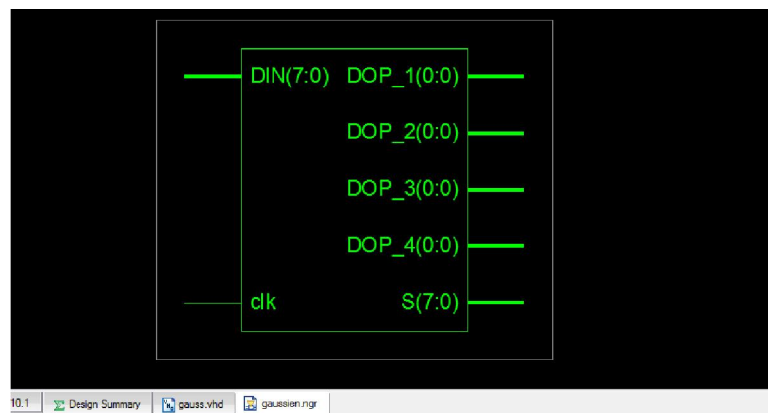 DIN(7:0) DOP_1(0:0)
DOP_2(0:0)
DOP_3(0:0)
DOP_4(0:0)
clk S(7:0)
10.1 Design Summary gauss.vhd gaussien.ngr